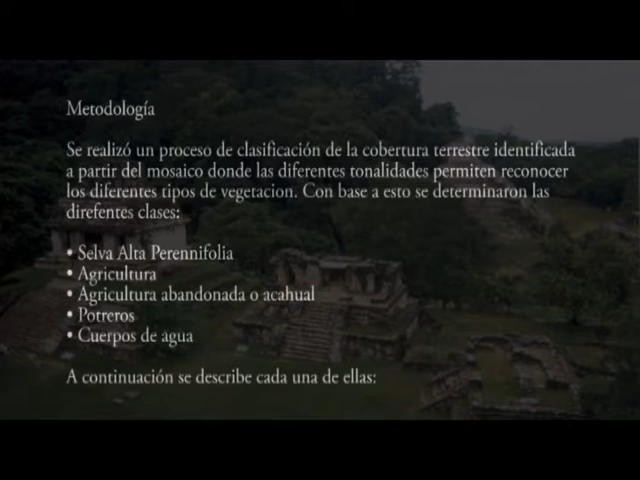 Metodología
Se realizó un proceso de clasificación de la cobertura terrestre identificada
a partir del mosaico donde las diferentes tonalidades permiten reconocer
los diferentes tipos de vegetacion. Con base a esto se determinaron las
direfentes clases:
• Selva Alta Perennifolia
• Agricultura
• Agricultura abandonada o acahual
• Potreros
• Cuerpos de agua
A continuación se describe cada una de ellas: